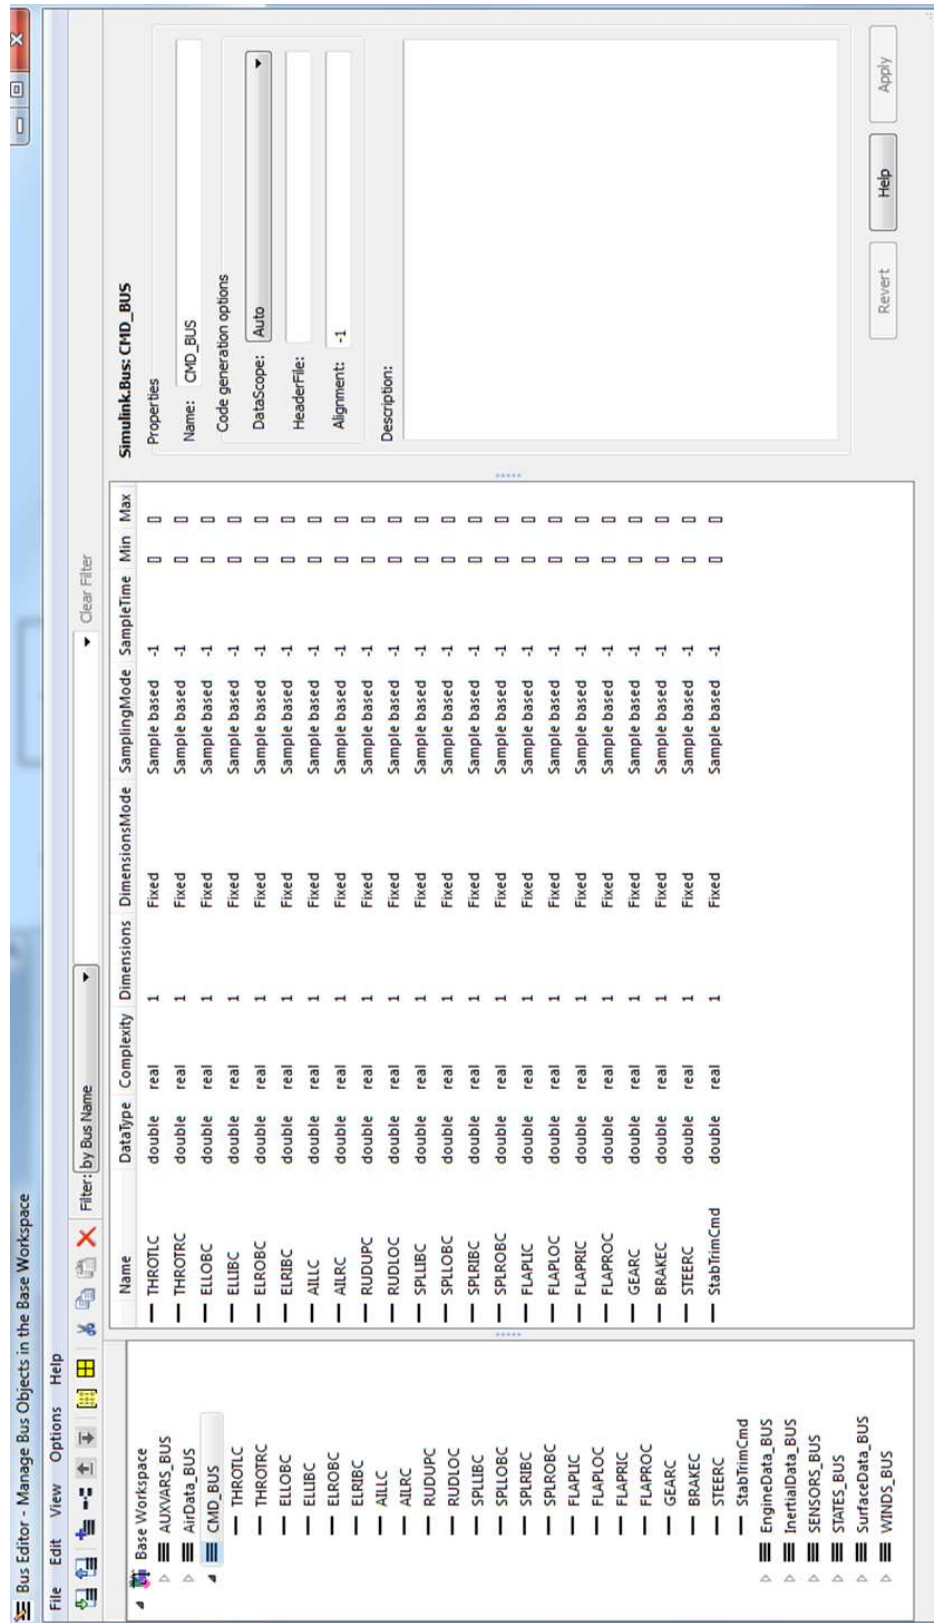 Bus Editor - Manage Bus Objects in the Base Workspace
File Edit View Options Help
Filter: by Bus Name Clear Filter
Base Workspace
AUXVARS_BUS
AirData_BUS
CMD_BUS
THROTLC
THROTRC
ELLOBC
ELLIBC
ELROBC
ELRIBC
AILLC
AILRC
RUDUPC
RUDLOC
SPLLIBC
SPLLOBC
SPLRIBC
SPLROBC
FLAPLIC
FLAPLOC
FLAPRIC
FLAPROC
GEARC
BRAKEC
STEERC
StabTrimCmd
EngineData_BUS
InertialData_BUS
SENSORS_BUS
STATES_BUS
SurfaceData_BUS
WINDS_BUS
Name DataType Complexity Dimensions DimensionsMode SamplingMode SampleTime Min Max
THROTLC double real 1 Fixed Sample based -1 [] []
THROTRC double real 1 Fixed Sample based -1 [] []
ELLOBC double real 1 Fixed Sample based -1 [] []
ELLIBC double real 1 Fixed Sample based -1 [] []
ELROBC double real 1 Fixed Sample based -1 [] []
ELRIBC double real 1 Fixed Sample based -1 [] []
AILLC double real 1 Fixed Sample based -1 [] []
AILRC double real 1 Fixed Sample based -1 [] []
RUDUPC double real 1 Fixed Sample based -1 [] []
RUDLOC double real 1 Fixed Sample based -1 [] []
SPLLIBC double real 1 Fixed Sample based -1 [] []
SPLLOBC double real 1 Fixed Sample based -1 [] []
SPLRIBC double real 1 Fixed Sample based -1 [] []
SPLROBC double real 1 Fixed Sample based -1 [] []
FLAPLIC double real 1 Fixed Sample based -1 [] []
FLAPLOC double real 1 Fixed Sample based -1 [] []
FLAPRIC double real 1 Fixed Sample based -1 [] []
FLAPROC double real 1 Fixed Sample based -1 [] []
GEARC double real 1 Fixed Sample based -1 [] []
BRAKEC double real 1 Fixed Sample based -1 [] []
STEERC double real 1 Fixed Sample based -1 [] []
StabTrimCmd double real 1 Fixed Sample based -1 [] []
Simulink.Bus: CMD_BUS
Properties
Name: CMD_BUS
Code generation options
DataScope: Auto
HeaderFile:
Alignment: -1
Description:
Revert Help Apply